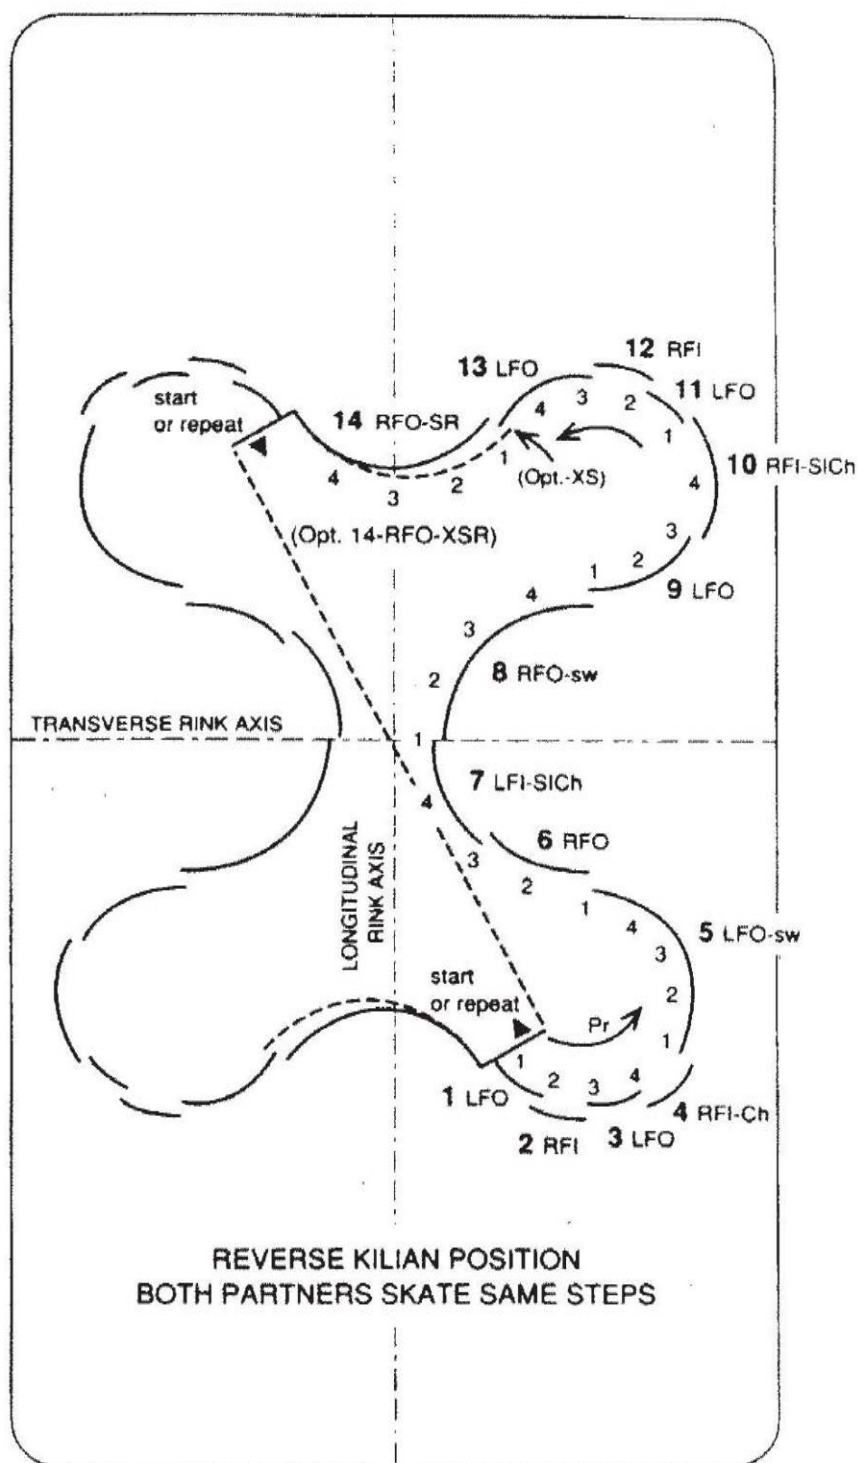 12 RFI
13 LFO
11 LFO
start
or repeat
14 RFO-SR
4 3 2 1
4 3 2 1
(Opt.-XS)
10 RFI-SlCh
4
3
2
1
(Opt. 14-RFO-XSR)
9 LFO
4
3
2
1
8 RFO-sw
TRANSVERSE RINK AXIS
7 LFI-SlCh
4
3
2
1
6 RFO
LONGITUDINAL
RINK AXIS
5 LFO-sw
4
3
2
1
start
or repeat
Pr
1 2 3 4
1 LFO
4 RFI-Ch
2 RFI
3 LFO
REVERSE KILIAN POSITION
BOTH PARTNERS SKATE SAME STEPS